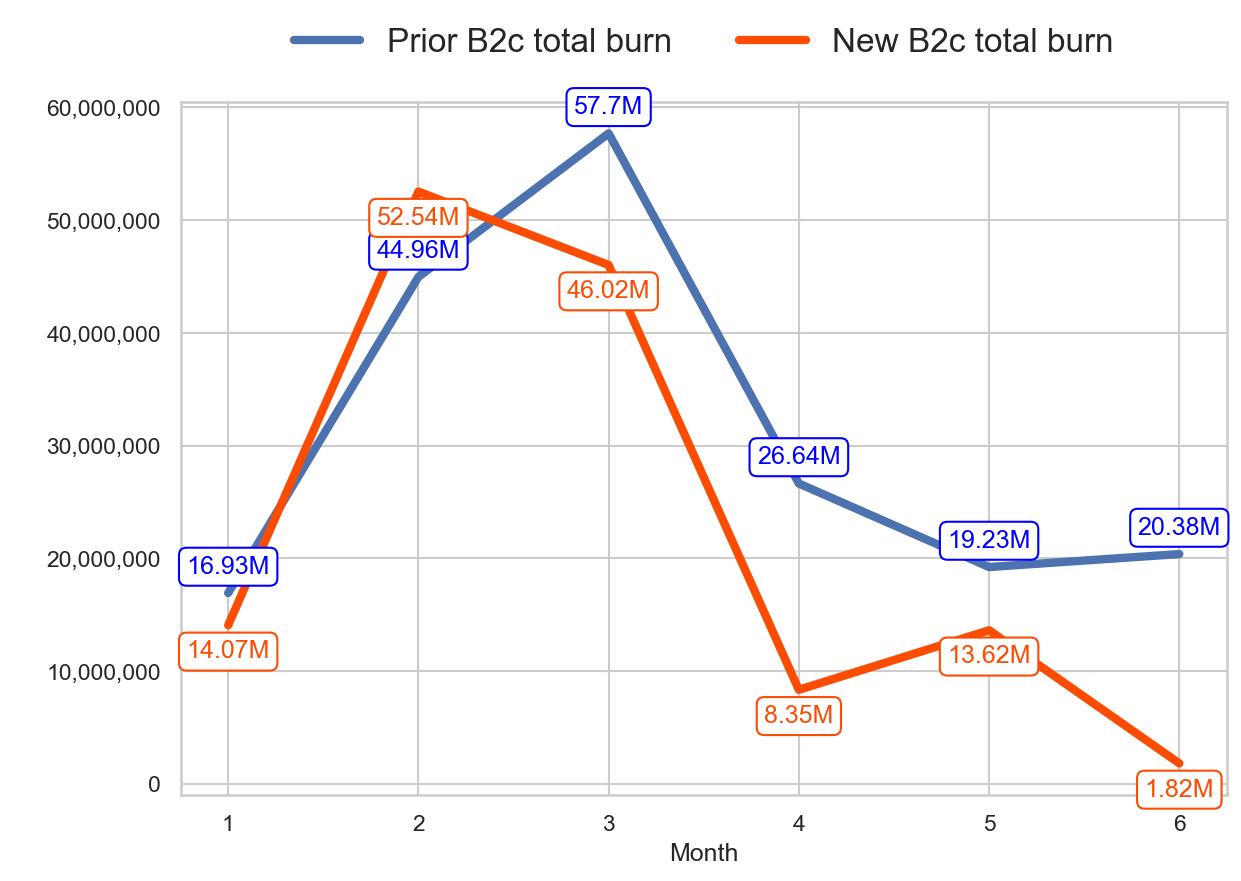 Prior B2c total burn New B2c total burn
60,000,000
57.7M
50,000,000
52.54M
44.96M
46.02M
40,000,000
30,000,000
26.64M
20,000,000
16.93M
19.23M
20.38M
14.07M
13.62M
10,000,000
8.35M
0
1.82M
1 2 3 4 5 6
Month